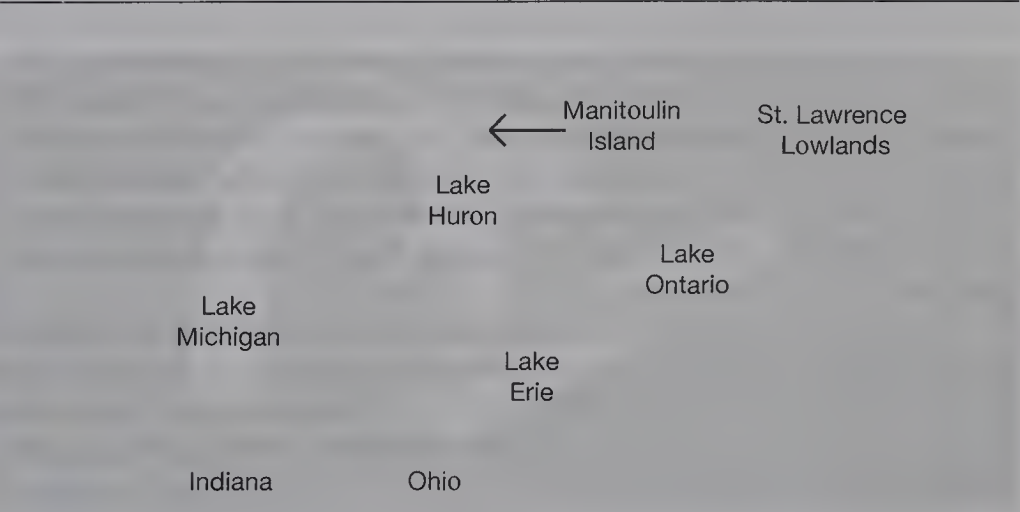 Manitoulin
Island
St. Lawrence
Lowlands
Lake
Huron
Lake
Ontario
Lake
Michigan
Lake
Erie
Indiana
Ohio